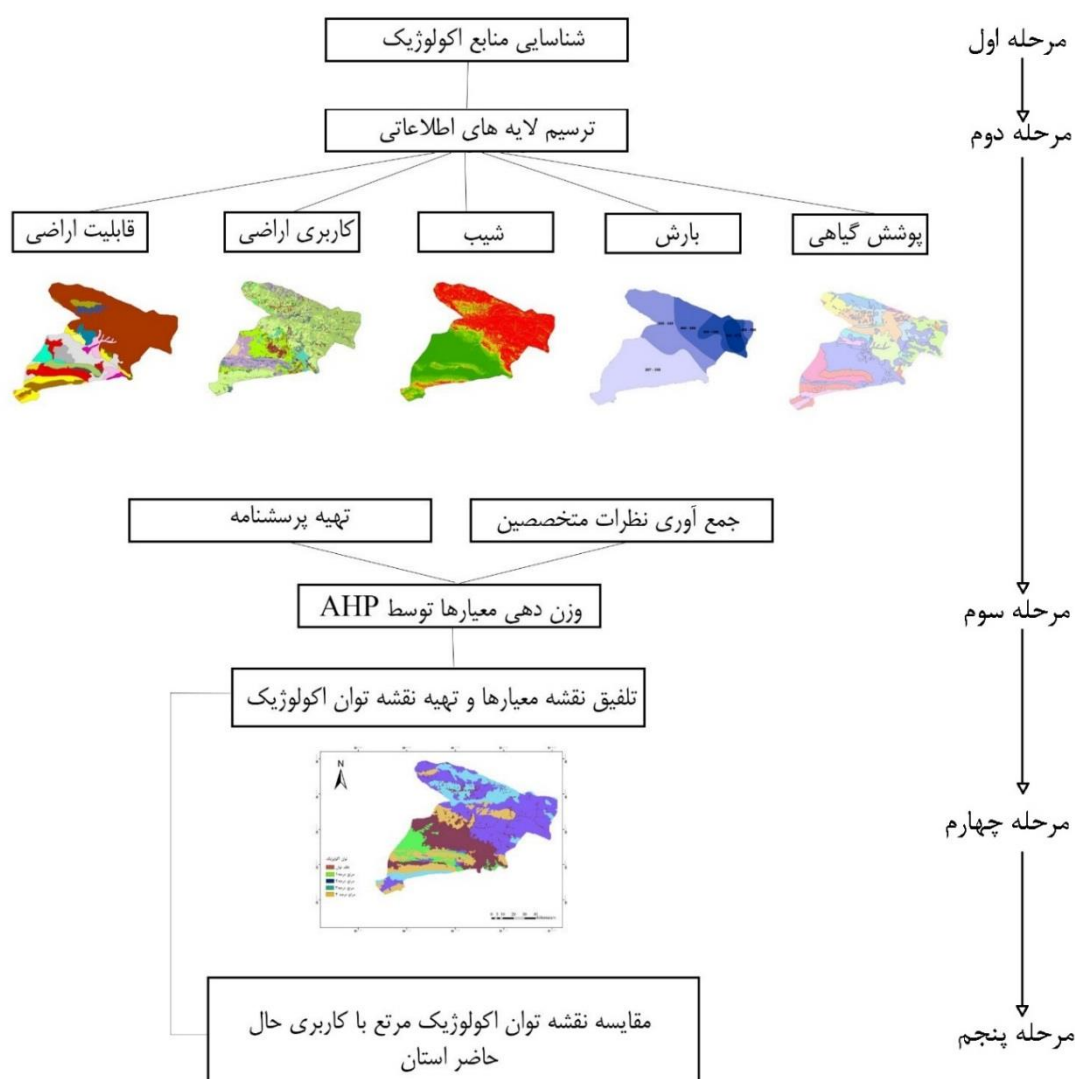 شناسایی منابع اکولوژیک
مرحله اول
ترسیم لایه های اطلاعاتی
مرحله دوم
پوشش گیاهی
بارش
شیب
کاربری اراضی
قابلیت اراضی
جمع آوری نظرات متخصصین
تهیه پرسشنامه
وزن دهی معیارها توسط AHP
مرحله سوم
تلفیق نقشه معیارها و تهیه نقشه توان اکولوژیک
N
مرحله چهارم
مقایسه نقشه توان اکولوژیک مرتع با کاربری حال
حاضر استان
مرحله پنجم